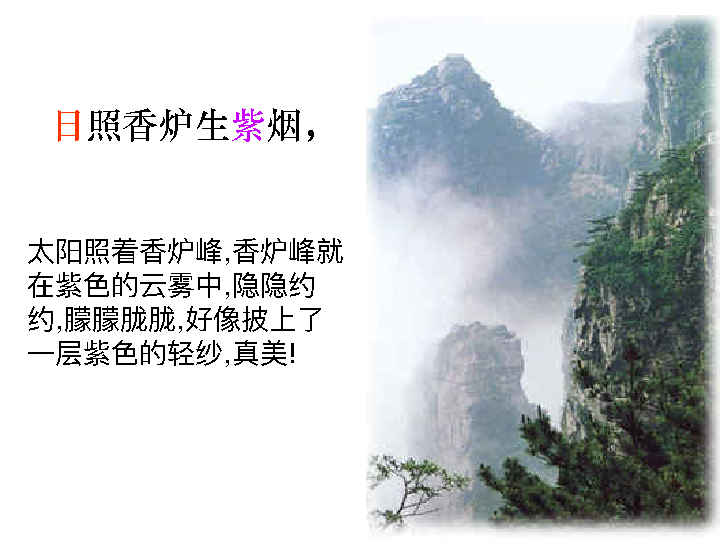 日照香炉生紫烟，
太阳照着香炉峰,香炉峰就
在紫色的云雾中,隐隐约
约,朦朦胧胧,好像披上了
一层紫色的轻纱,真美!